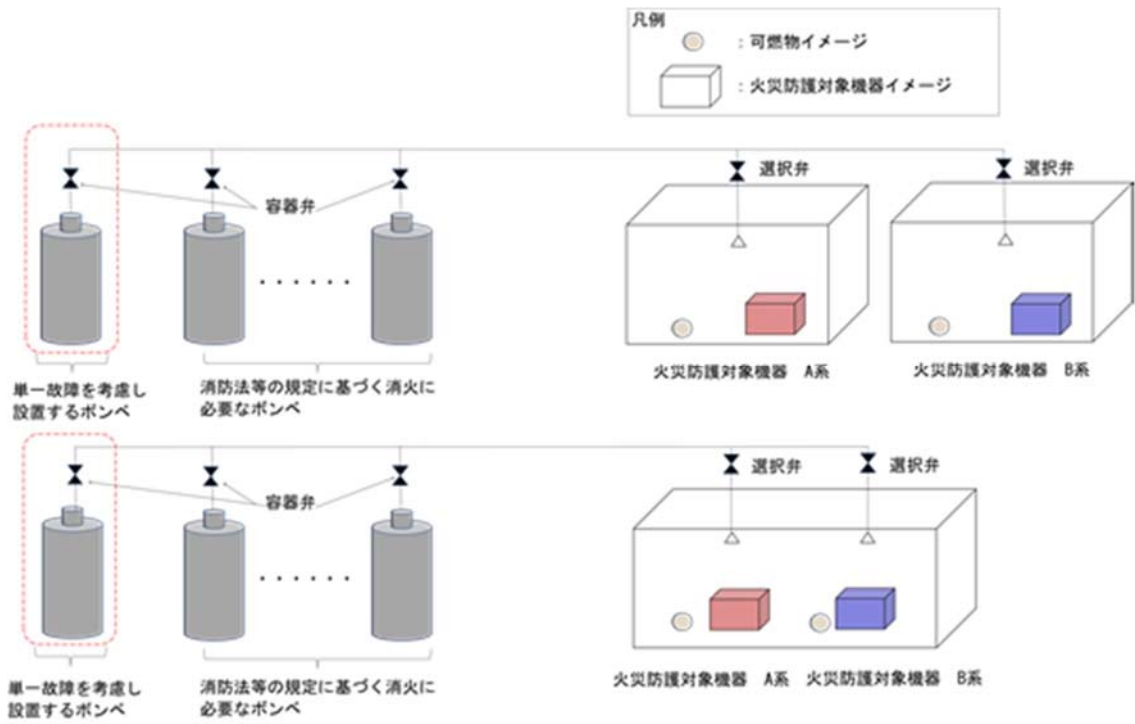 凡例
：可燃物イメージ
：火災防護対象機器イメージ
選択弁
選択弁
容器弁
火災防護対象機器　A系
火災防護対象機器　B系
単一故障を考慮し
設置するボンベ
消防法等の規定に基づく消火に
必要なボンベ
選択弁
選択弁
容器弁
火災防護対象機器　A系
火災防護対象機器　B系
単一故障を考慮し
設置するボンベ
消防法等の規定に基づく消火に
必要なボンベ